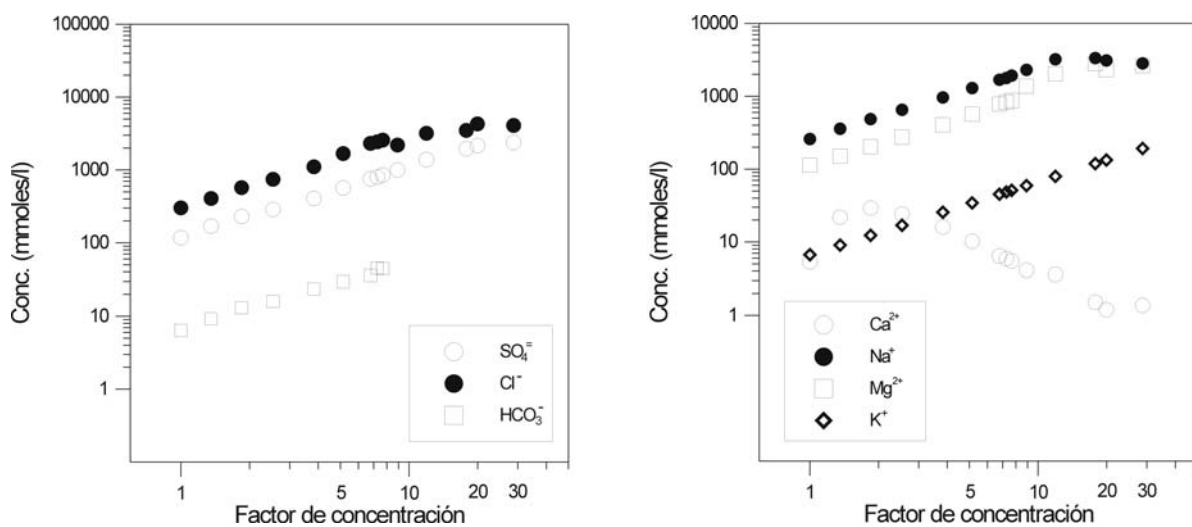 100000
10000
1000
100
10
1
Conc. (mmoles/l)
SO₄⁼
Cl⁻
HCO₃⁻
1
5
10
20
30
Factor de concentración
10000
1000
100
10
1
Conc. (mmoles/l)
Ca²⁺
Na⁺
Mg²⁺
K⁺
1
5
10
20
30
Factor de concentración